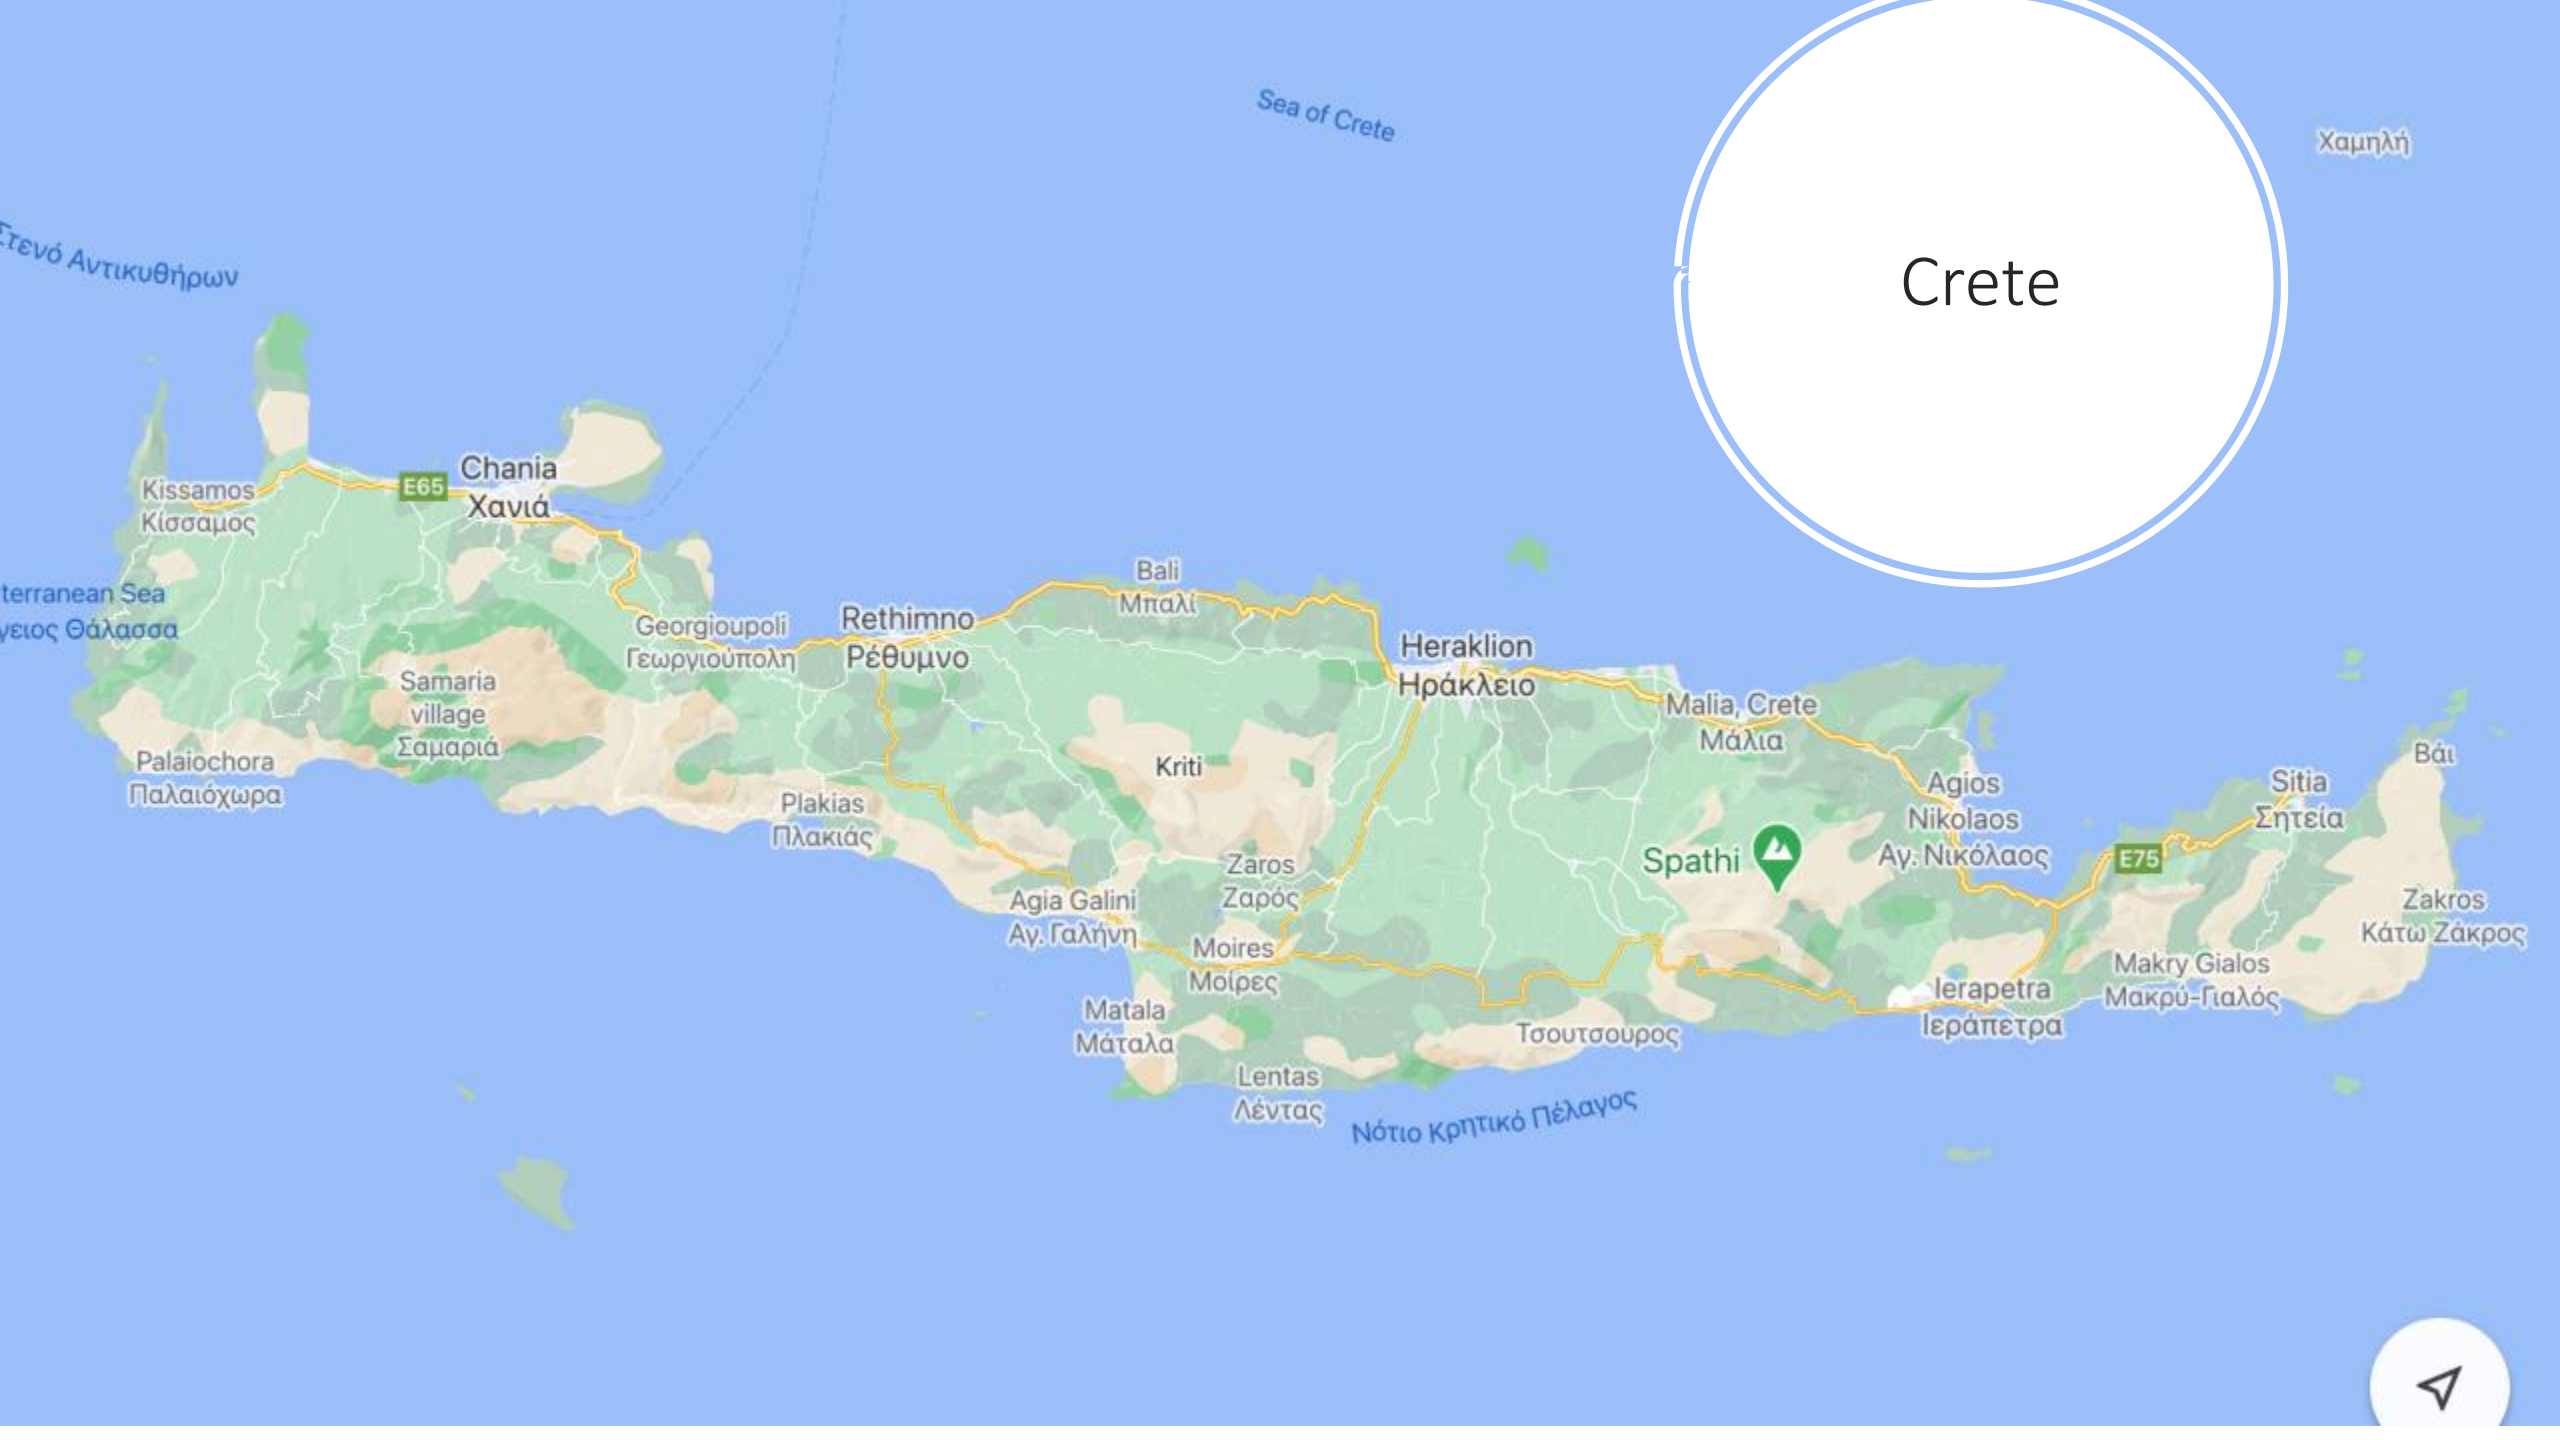 Crete
Sea of Crete
Χαμηλή
Στενό Αντικυθήρων
Chania
Χανιά
E65
Kissamos
Κίσσαμος
terranean Sea
γειος Θάλασσα
Bali
Μπαλί
Rethimno
Ρέθυμνο
Georgioupoli
Γεωργιούπολη
Heraklion
Ηράκλειο
Samaria
village
Σαμαριά
Malia, Crete
Μάλια
Palaiochora
Παλαιόχωρα
Kriti
Plakias
Πλακιάς
Agios
Nikolaos
Αγ. Νικόλαος
Βάι
Sitia
Σητεία
Spathi
E75
Zaros
Ζαρός
Agia Galini
Αγ. Γαλήνη
Zakros
Κάτω Ζάκρος
Moires
Μοίρες
Makry Gialos
Μακρύ-Γιαλός
Ierapetra
Ιεράπετρα
Matala
Μάταλα
Τσουτσουρος
Lentas
Λέντας
Νότιο Κρητικό Πέλαγος